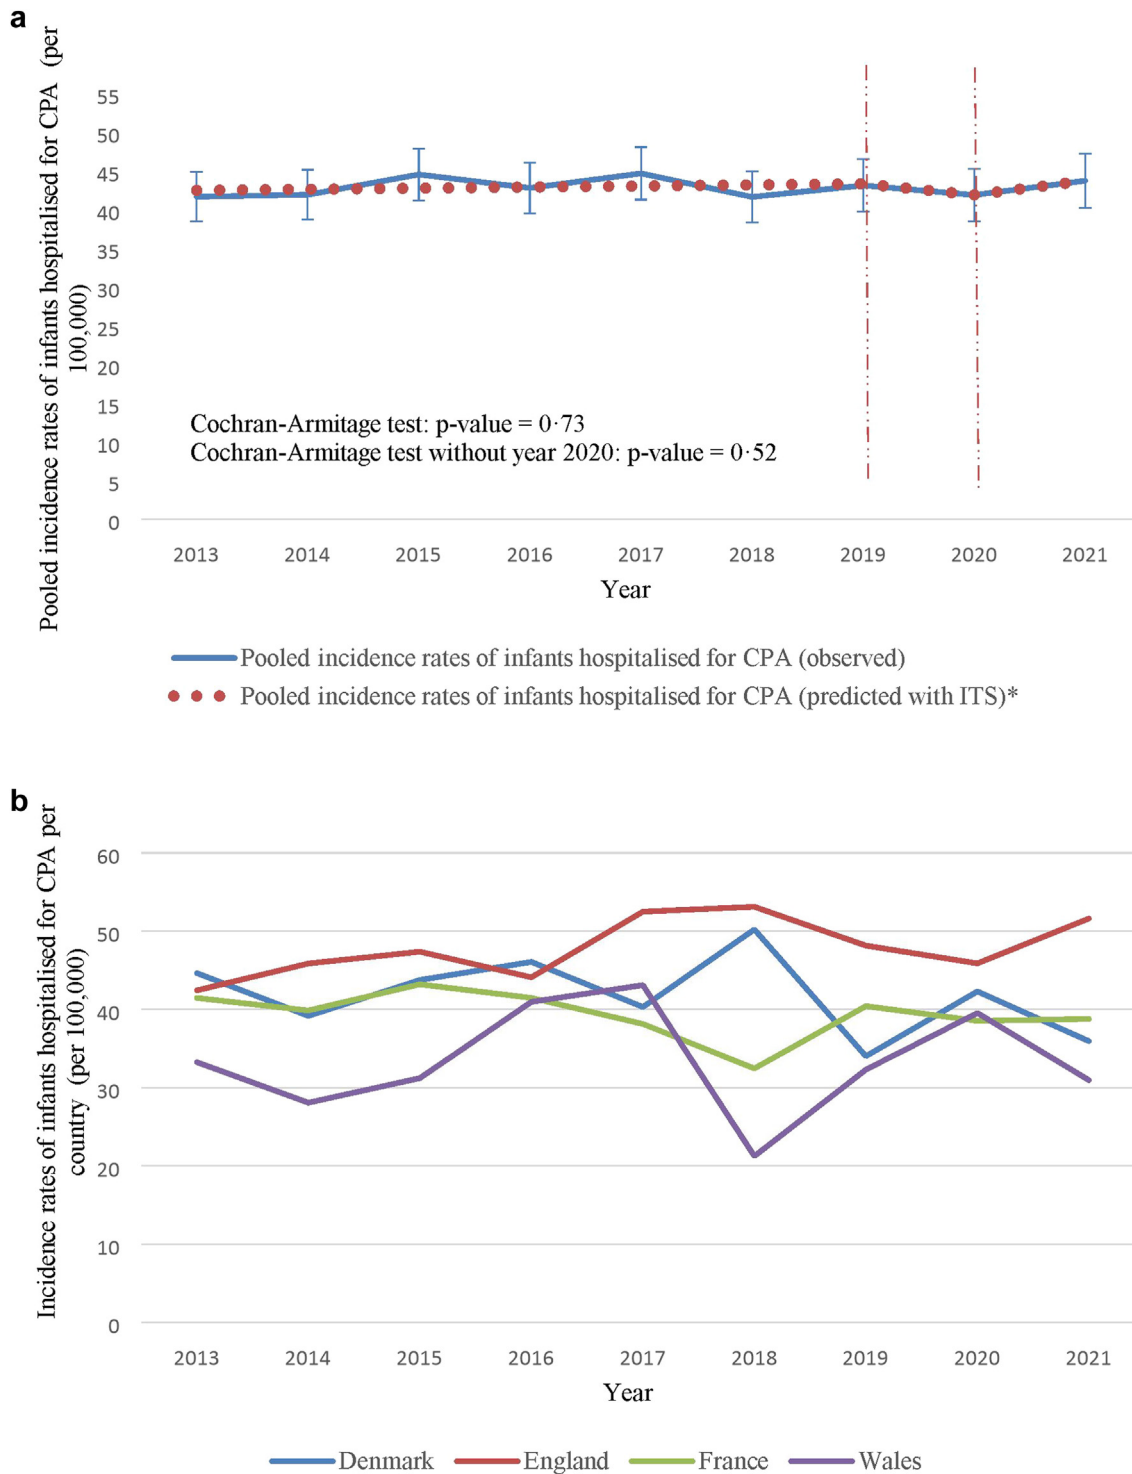 a
Pooled incidence rates of infants hospitalised for CPA (per
100,000)
55
50
45
40
35
30
25
20
15
10
5
0
Cochran-Armitage test: p-value = 0·73
Cochran-Armitage test without year 2020: p-value = 0·52
2013 2014 2015 2016 2017 2018 2019 2020 2021
Year
Pooled incidence rates of infants hospitalised for CPA (observed)
Pooled incidence rates of infants hospitalised for CPA (predicted with ITS)*
b
Incidence rates of infants hospitalised for CPA per
country (per 100,000)
60
50
40
30
20
10
0
2013 2014 2015 2016 2017 2018 2019 2020 2021
Year
Denmark England France Wales